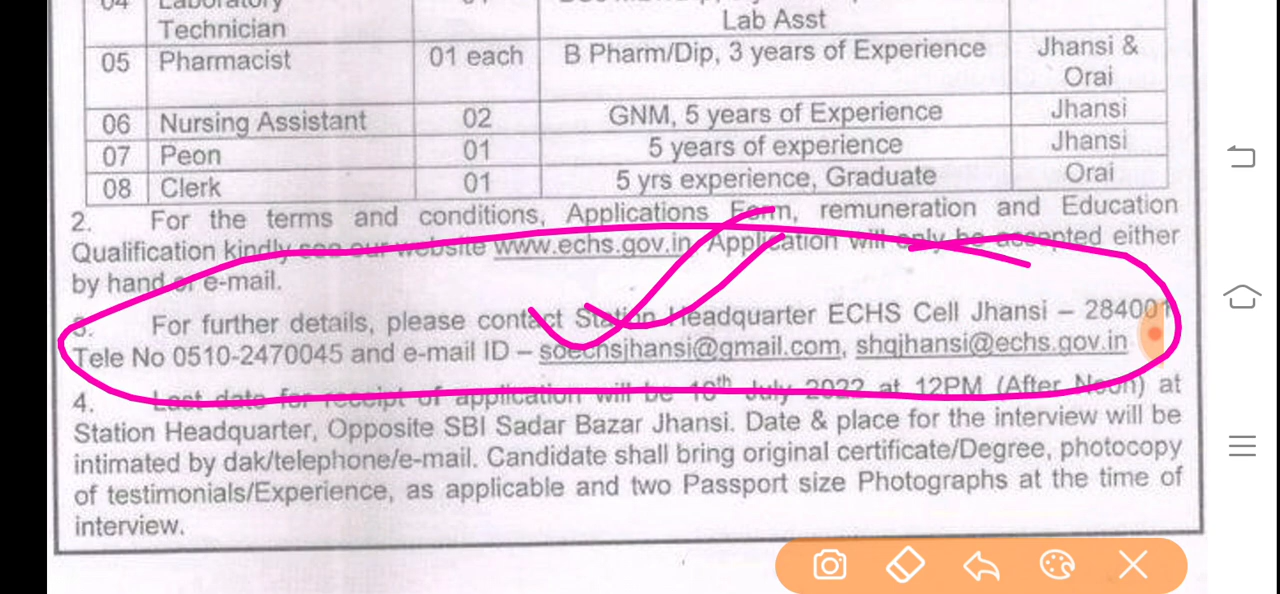 04 Laboratory 01
Technician Lab Asst
05 Pharmacist 01 each B Pharm/Dip, 3 years of Experience Jhansi &
Orai
06 Nursing Assistant 02 GNM, 5 years of Experience Jhansi
07 Peon 01 5 years of experience Jhansi
08 Clerk 01 5 yrs experience, Graduate Orai
2. For the terms and conditions, Applications Form, remuneration and Education
Qualification kindly see our website www.echs.gov.in. Application will only be accepted either
by hand or e-mail.
3. For further details, please contact Station Headquarter ECHS Cell Jhansi – 284001
Tele No 0510-2470045 and e-mail ID – soechsjhansi@gmail.com, shqjhansi@echs.gov.in
4. Last date for receipt of application will be th July 2022 at 12PM (After Noon) at
Station Headquarter, Opposite SBI Sadar Bazar Jhansi. Date & place for the interview will be
intimated by dak/telephone/e-mail. Candidate shall bring original certificate/Degree, photocopy
of testimonials/Experience, as applicable and two Passport size Photographs at the time of
interview.